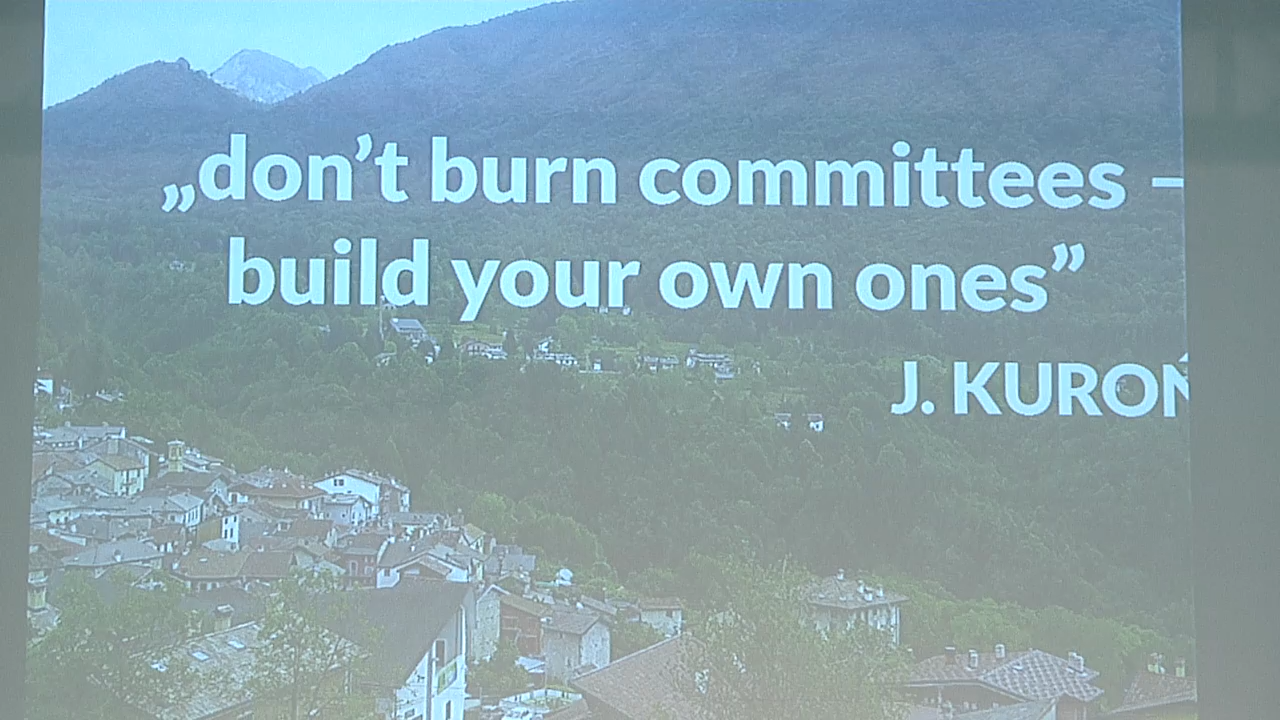 „don’t burn committees –
build your own ones”
J. KUROŃ